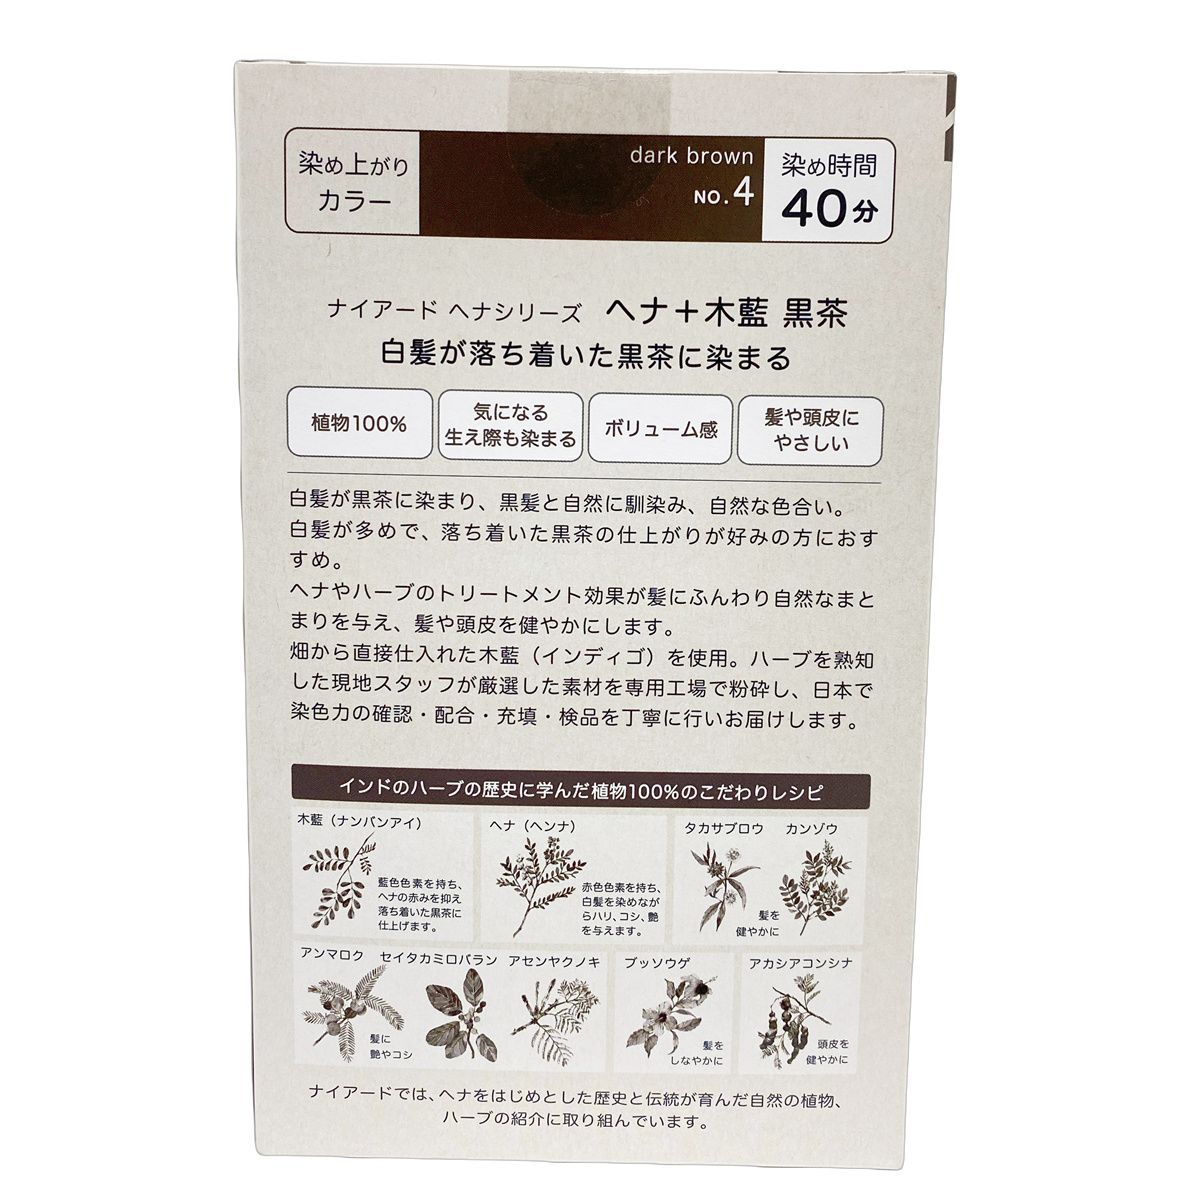 染め上がり
カラー
dark brown
NO.4
染め時間
40分
ナイアード ヘナシリーズ ヘナ＋木藍 黒茶
白髪が落ち着いた黒茶に染まる
植物100%
気になる
生え際も染まる
ボリューム感
髪や頭皮に
やさしい
白髪が黒茶に染まり、黒髪と自然に馴染み、自然な色合い。
白髪が多めで、落ち着いた黒茶の仕上がりが好みの方におす
すめ。
ヘナやハーブのトリートメント効果が髪にふんわり自然なまと
まりを与え、髪や頭皮を健やかにします。
畑から直接仕入れた木藍（インディゴ）を使用。ハーブを熟知
した現地スタッフが厳選した素材を専用工場で粉砕し、日本で
染色力の確認・配合・充填・検品を丁寧に行いお届けします。
インドのハーブの歴史に学んだ植物100%のこだわりレシピ
木藍（ナンバンアイ）
藍色色素を持ち、
ヘナの赤みを抑え
落ち着いた黒茶に
仕上げます。
ヘナ（ヘンナ）
赤色色素を持ち、
白髪を染めなが
らハリ、コシ、艶
を与えます。
タカサブロウ カンゾウ
髪を
健やかに
アンマロク セイタカミロバラン アセンヤクノキ
髪に
艶やコシ
ブッソウゲ
髪を
しなやかに
アカシアコンシナ
頭皮を
健やかに
ナイアードでは、ヘナをはじめとした歴史と伝統が育んだ自然の植物、
ハーブの紹介に取り組んでいます。